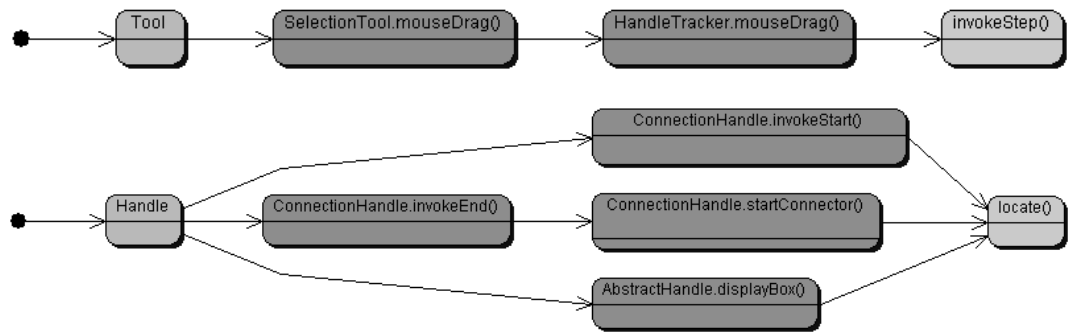 Tool
SelectionTool.mouseDrag()
HandleTracker.mouseDrag()
invokeStep()
ConnectionHandle.invokeStart()
Handle
ConnectionHandle.invokeEnd()
ConnectionHandle.startConnector()
locate()
AbstractHandle.displayBox()